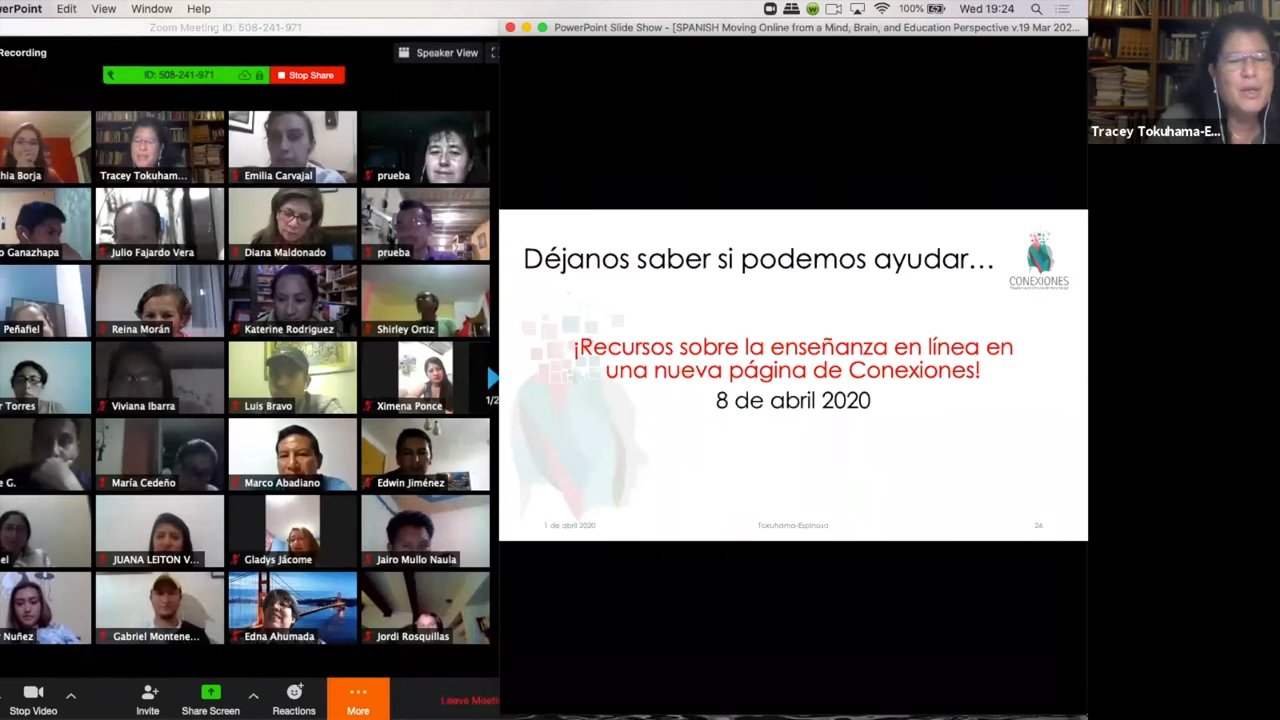 werPoint Edit View Window Help
100% Wed 19:24
Zoom Meeting ID: 508-241-971
PowerPoint Slide Show - [SPANISH Moving Online from a Mind, Brain, and Education Perspective v.19 Mar 202...
Recording
Speaker View
ID: 508-241-971
Stop Share
hia Borja
Tracey Tokuham...
Emilia Carvajal
prueba
o Ganazhapa
Julio Fajardo Vera
Diana Maldonado
prueba
Peñafiel
Reina Morán
Katerine Rodriguez
Shirley Ortiz
r Torres
Viviana Ibarra
Luis Bravo
Ximena Ponce
1/2
e G.
María Cedeño
Marco Abadiano
Edwin Jiménez
el
JUANA LEITON V...
Gladys Jácome
Jairo Mullo Naula
Nuñez
Gabriel Montene...
Edna Ahumada
Jordi Rosquillas
Stop Video
Invite
Share Screen
Reactions
More
Leave Meeti
Déjanos saber si podemos ayudar...
CONEXIONES
¡Recursos sobre la enseñanza en línea en
una nueva página de Conexiones!
8 de abril 2020
1 de abril 2020
Tokuhama-Espinosa
26
Tracey Tokuhama-E...